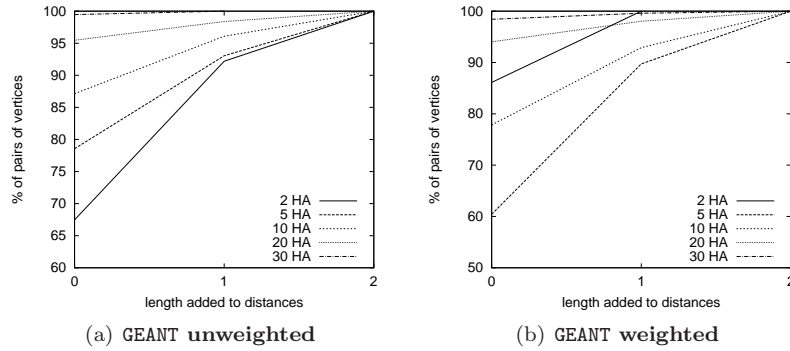 100
95
90
85
80
75
70
65
60
% of pairs of vertices
2 HA
5 HA
10 HA
20 HA
30 HA
0
1
2
length added to distances
(a) GEANT unweighted
100
90
80
70
60
50
% of pairs of vertices
2 HA
5 HA
10 HA
20 HA
30 HA
0
1
2
length added to distances
(b) GEANT weighted